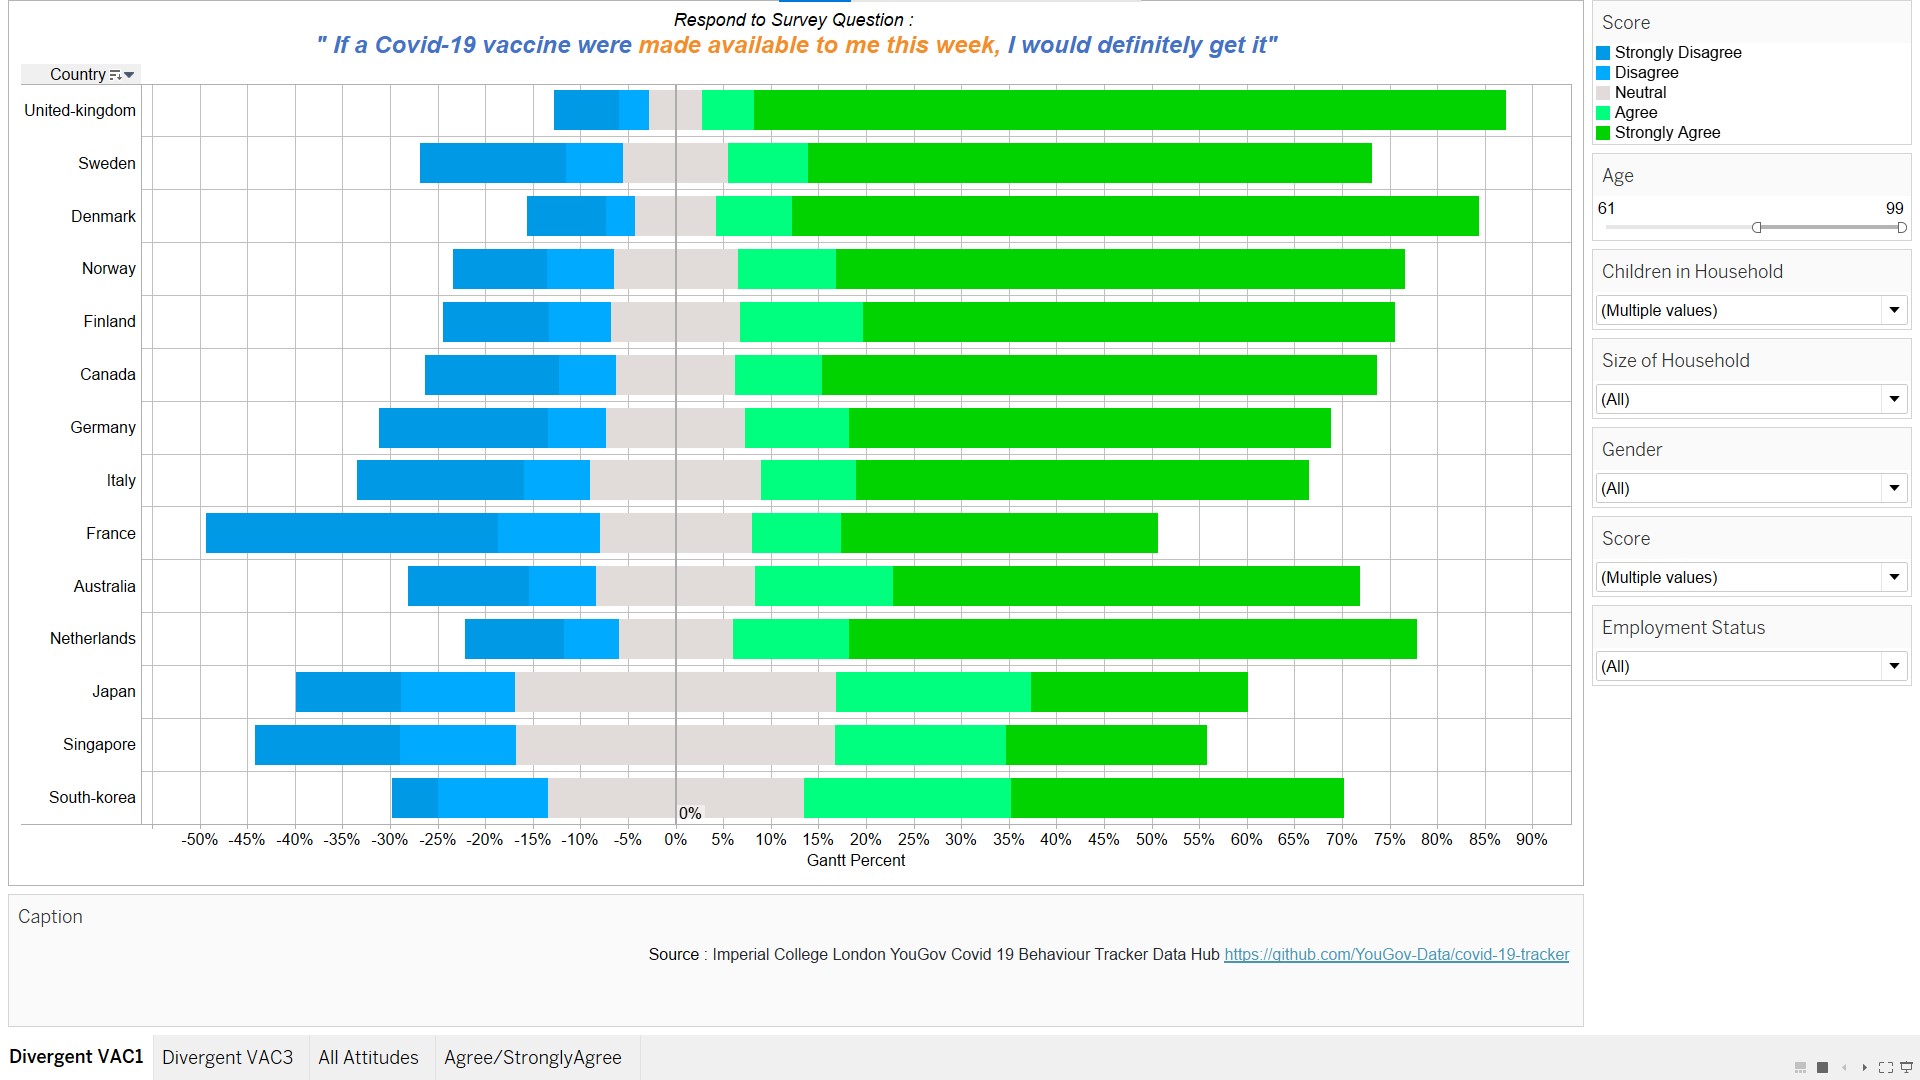 Respond to Survey Question :
" If a Covid-19 vaccine were made available to me this week, I would definitely get it"
Country
United-kingdom
Sweden
Denmark
Norway
Finland
Canada
Germany
Italy
France
Australia
Netherlands
Japan
Singapore
South-korea
0%
-50% -45% -40% -35% -30% -25% -20% -15% -10% -5% 0% 5% 10% 15% 20% 25% 30% 35% 40% 45% 50% 55% 60% 65% 70% 75% 80% 85% 90%
Gantt Percent
Score
Strongly Disagree
Disagree
Neutral
Agree
Strongly Agree
Age
61 99
Children in Household
(Multiple values)
Size of Household
(All)
Gender
(All)
Score
(Multiple values)
Employment Status
(All)
Caption
Source : Imperial College London YouGov Covid 19 Behaviour Tracker Data Hub https://github.com/YouGov-Data/covid-19-tracker
Divergent VAC1 Divergent VAC3 All Attitudes Agree/StronglyAgree